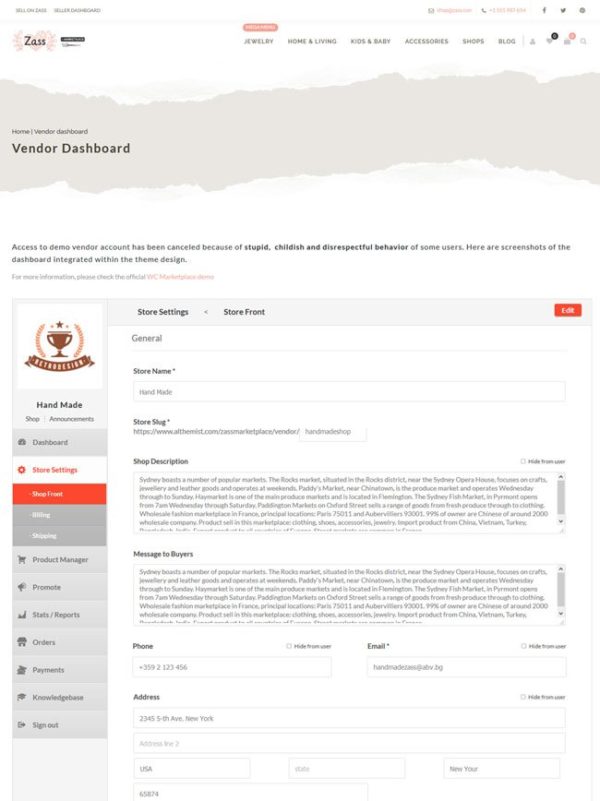 SELL ON ZASS SELLER DASHBOARD shop@zass.con +1 555 987 654
Zass
MEGA MENU!
JEWELRY HOME & LIVING KIDS & BABY ACCESSORIES SHOPS BLOG 0 0
Home | Vendor dashboard
Vendor Dashboard
Access to demo vendor account has been canceled because of stupid, childish and disrespectful behavior of some users. Here are screenshots of the
dashboard integrated within the theme design.
For more information, please check the official WC Marketplace demo
Store Settings < Store Front Edit
RETRODESIGN
Hand Made
Shop | Announcements
Dashboard
Store Settings
- Shop Front
- Billing
- Shipping
Product Manager
Promote
Stats / Reports
Orders
Payments
Knowledgebase
Sign out
General
Store Name *
Hand Made
Store Slug *
https://www.althemist.com/zassmarketplace/vendor/ handmadeshop
Shop Description Hide from user
Sydney boasts a number of popular markets. The Rocks market, situated in the Rocks district, near the Sydney Opera House, focuses on crafts,
jewellery and leather goods and operates at weekends. Paddy's Market, near Chinatown, is the produce market and operates Wednesday
through to Sunday. Haymarket is one of the main produce markets and is located in Flemington. The Sydney Fish Market, in Pyrmont opens
from 7am Wednesday through Saturday. Paddington Markets on Oxford Street sells a range of goods from fresh produce through to clothing.
Wholesale fashion marketplace in France, principal locations: Paris 75011 and Aubervilliers 93001. 99% of owner are Chinese of around 2000
wholesale company. Product sell in this marketplace: clothing, shoes, accessories, jewelry. Import product from China, Vietnam, Turkey,
Message to Buyers
Sydney boasts a number of popular markets. The Rocks market, situated in the Rocks district, near the Sydney Opera House, focuses on crafts,
jewellery and leather goods and operates at weekends. Paddy's Market, near Chinatown, is the produce market and operates Wednesday
through to Sunday. Haymarket is one of the main produce markets and is located in Flemington. The Sydney Fish Market, in Pyrmont opens
from 7am Wednesday through Saturday. Paddington Markets on Oxford Street sells a range of goods from fresh produce through to clothing.
Wholesale fashion marketplace in France, principal locations: Paris 75011 and Aubervilliers 93001. 99% of owner are Chinese of around 2000
wholesale company. Product sell in this marketplace: clothing, shoes, accessories, jewelry. Import product from China, Vietnam, Turkey,
Phone Hide from user Email * Hide from user
+359 2 123 456 handmadezass@abv.bg
Address Hide from user
2345 5-th Ave, New York
Address line 2
USA state New Your
65874